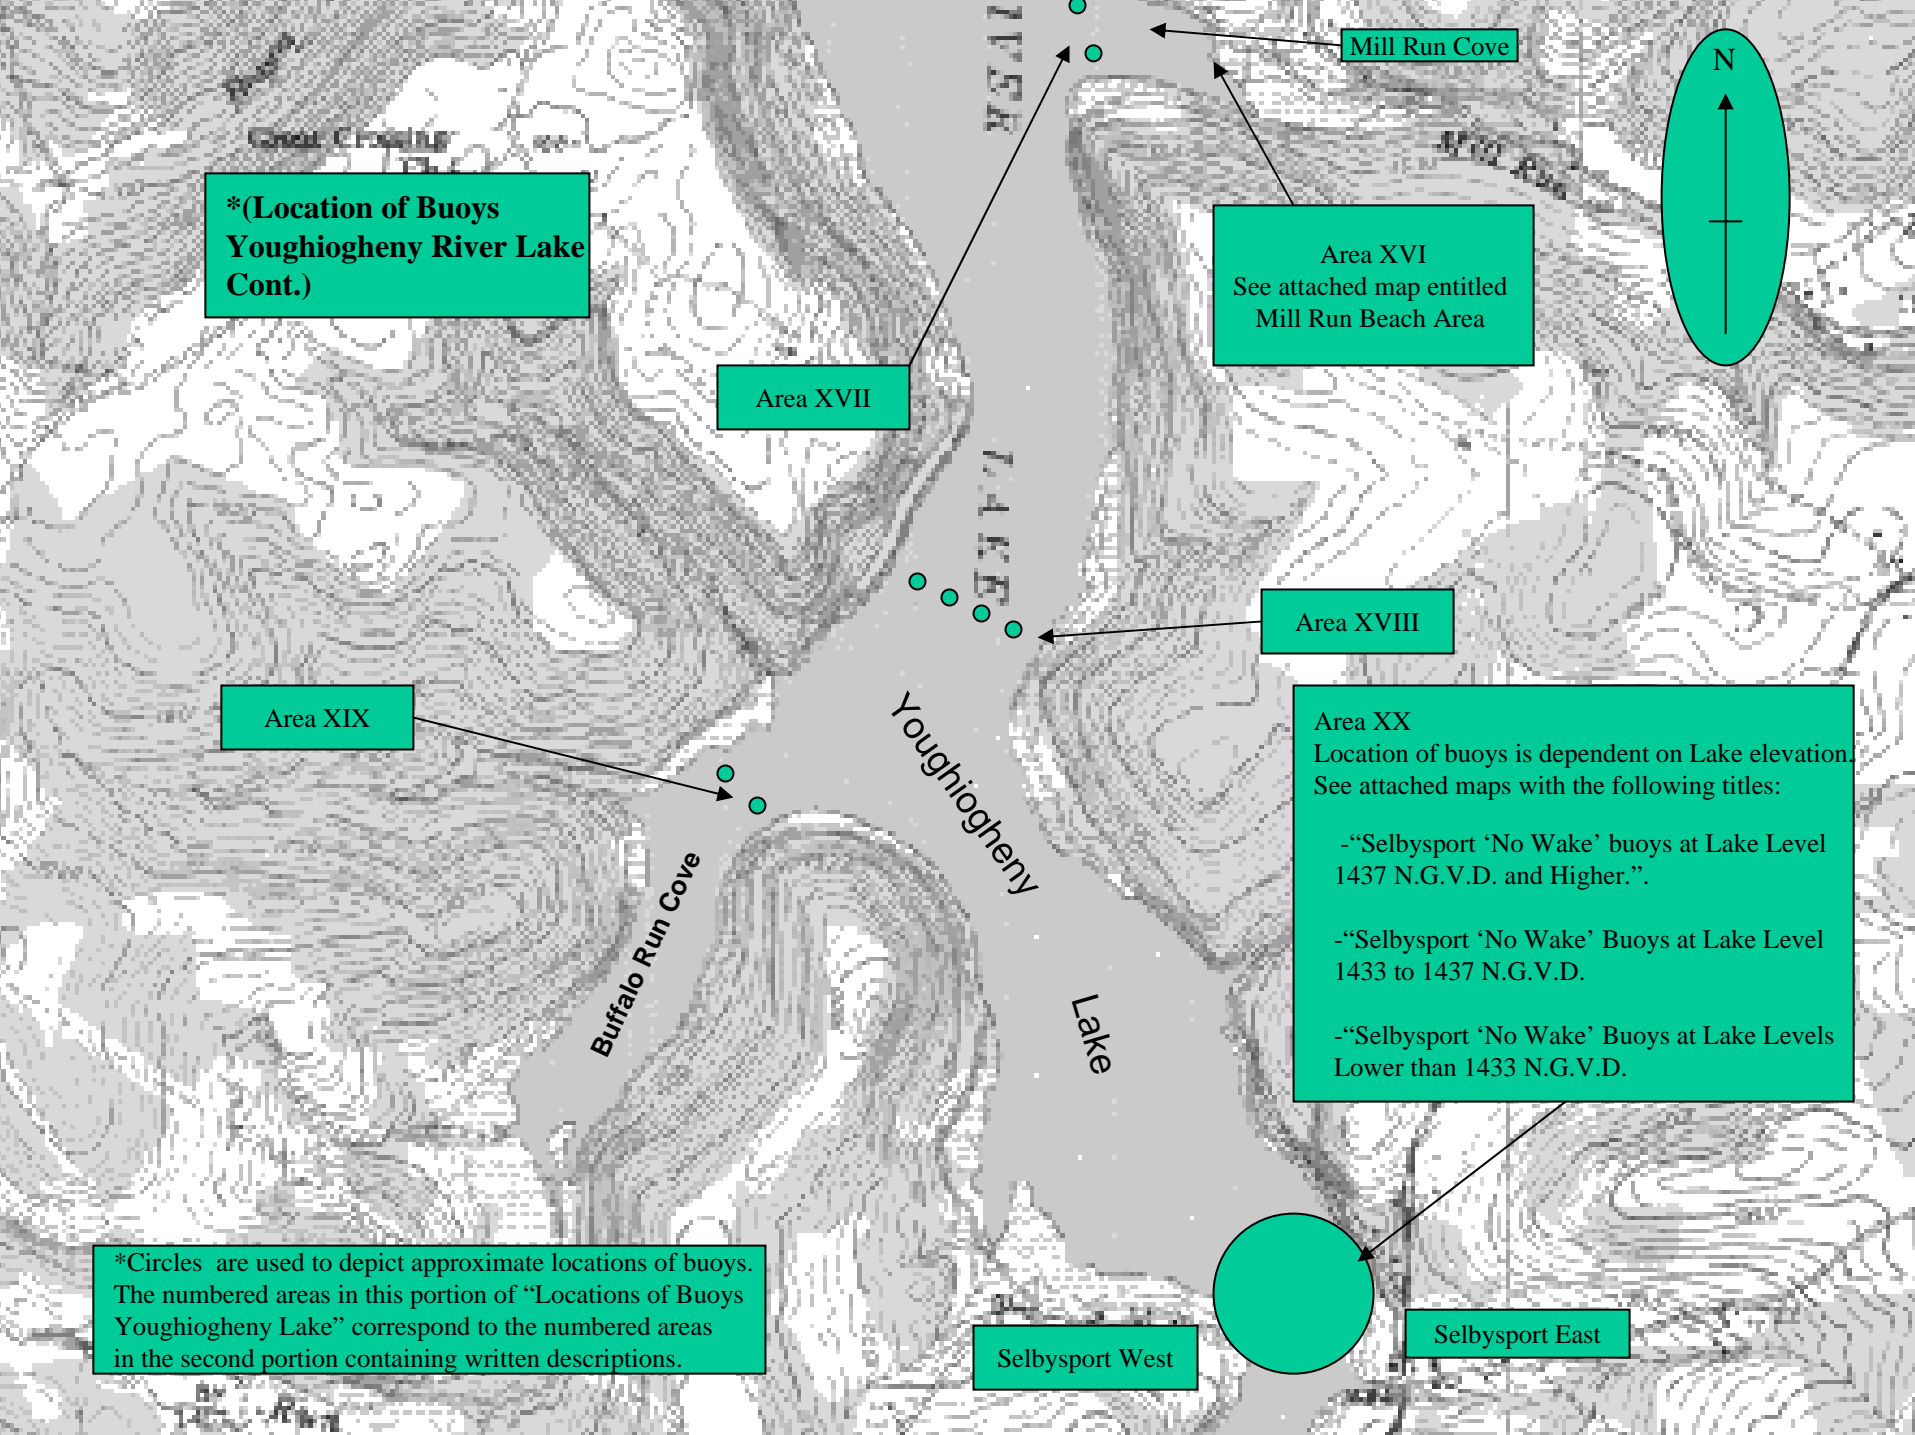 Mill Run Cove
N
Great Crossing
Mill Run
*(Location of Buoys
Youghiogheny River Lake
Cont.)
Area XVI
See attached map entitled
Mill Run Beach Area
Area XVII
LAKE
Area XVIII
Area XIX
Youghiogheny
Lake
Buffalo Run Cove
Area XX
Location of buoys is dependent on Lake elevation.
See attached maps with the following titles:
-“Selbysport ‘No Wake’ buoys at Lake Level
1437 N.G.V.D. and Higher.”.
-“Selbysport ‘No Wake’ Buoys at Lake Level
1433 to 1437 N.G.V.D.
-“Selbysport ‘No Wake’ Buoys at Lake Levels
Lower than 1433 N.G.V.D.
*Circles are used to depict approximate locations of buoys.
The numbered areas in this portion of “Locations of Buoys
Youghiogheny Lake” correspond to the numbered areas
in the second portion containing written descriptions.
Selbysport West
Selbysport East
Run